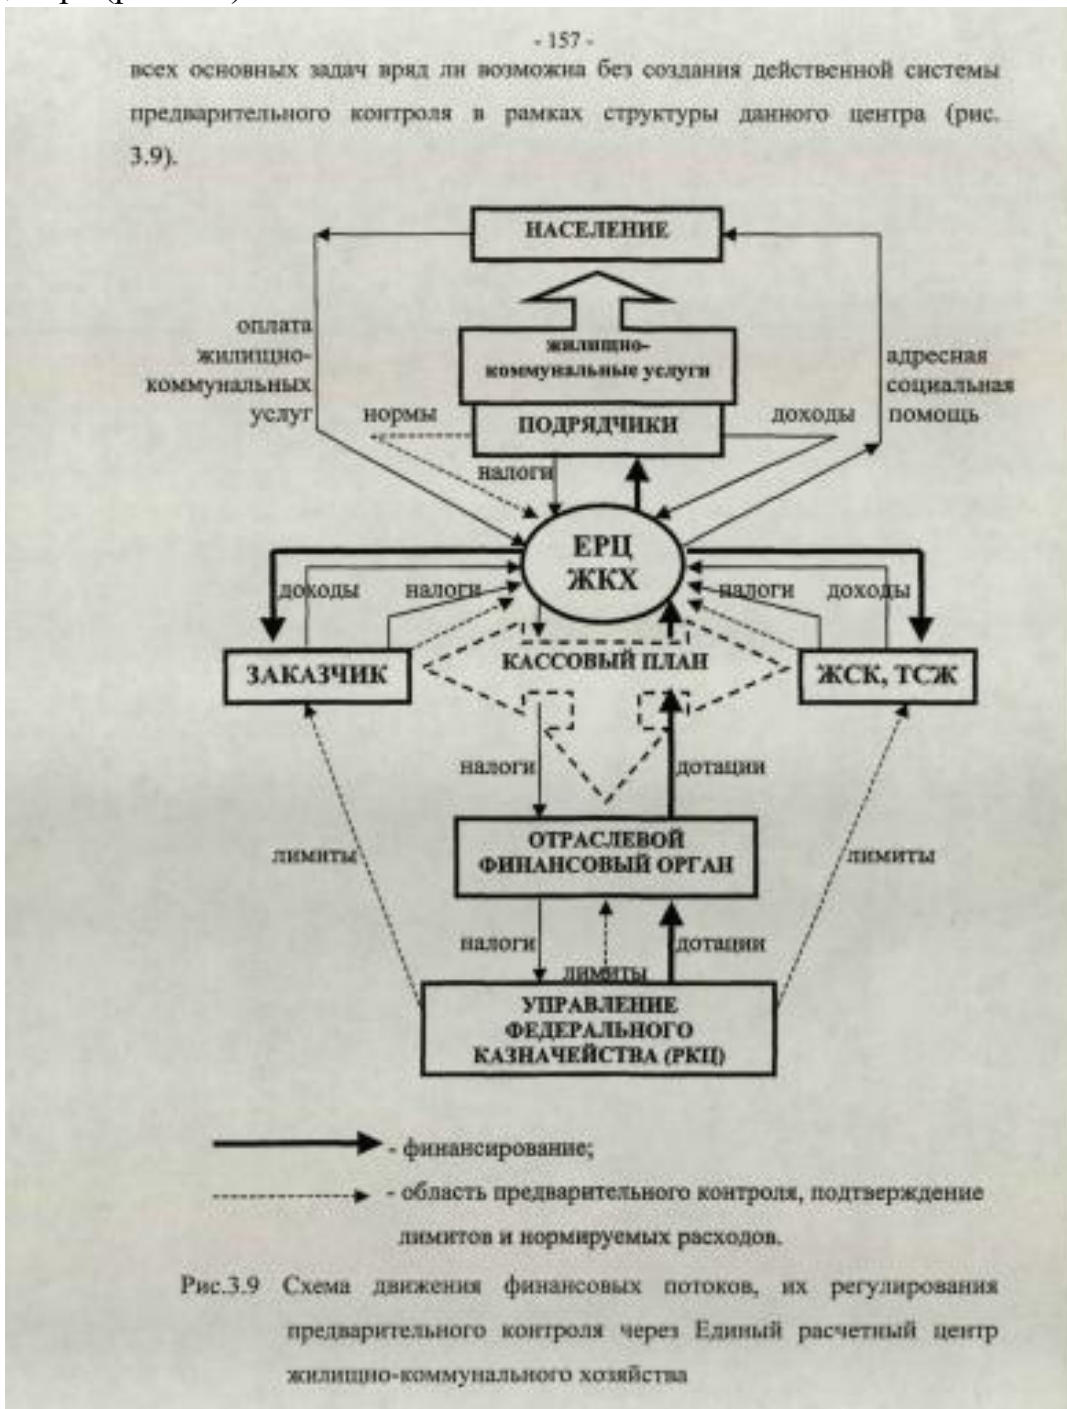 - 157 -
всех основных задач вряд ли возможна без создания действенной системы
предварительного контроля в рамках структуры данного центра (рис.
3.9).
НАСЕЛЕНИЕ
оплата
жилищно-
коммунальных
услуг
жилищно-
коммунальные услуги
адресная
социальная
помощь
нормы
ПОДРЯДЧИКИ
доходы
налоги
ЕРЦ
ЖКХ
доходы
налоги
налоги
доходы
ЗАКАЗЧИК
КАССОВЫЙ ПЛАН
ЖСК, ТСЖ
налоги
дотации
ОТРАСЛЕВОЙ
ФИНАНСОВЫЙ ОРГАН
лимиты
лимиты
налоги
лимиты
дотации
УПРАВЛЕНИЕ
ФЕДЕРАЛЬНОГО
КАЗНАЧЕЙСТВА (РКЦ)
- финансирование;
- область предварительного контроля, подтверждение
лимитов и нормируемых расходов.
Рис.3.9 Схема движения финансовых потоков, их регулирования
предварительного контроля через Единый расчетный центр
жилищно-коммунального хозяйства